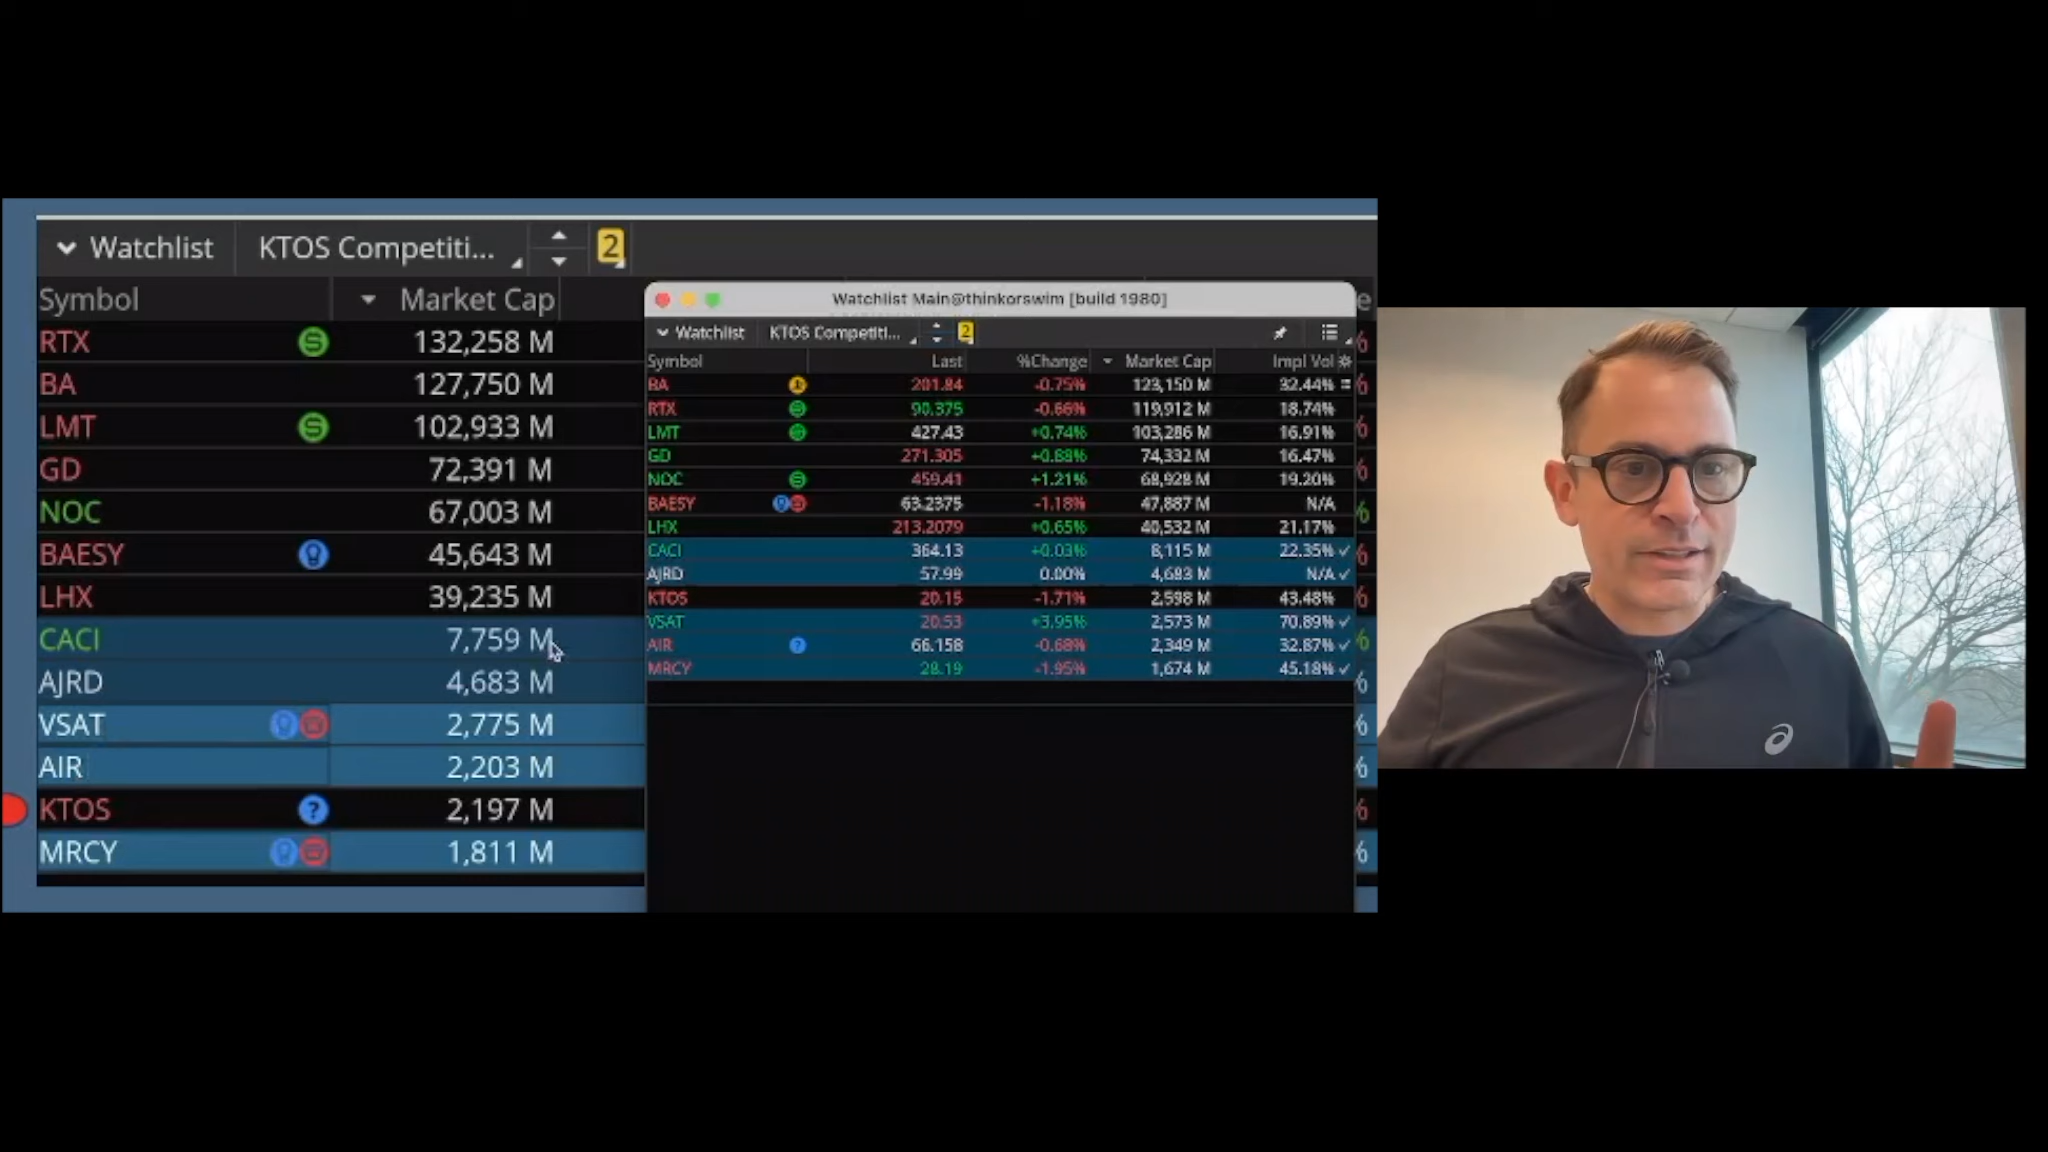 Watchlist KTOS Competiti... 2
Symbol Market Cap
RTX 132,258 M
BA 127,750 M
LMT 102,933 M
GD 72,391 M
NOC 67,003 M
BAESY 45,643 M
LHX 39,235 M
CACI 7,759 M
AJRD 4,683 M
VSAT 2,775 M
AIR 2,203 M
KTOS ? 2,197 M
MRCY 1,811 M
Watchlist Main@thinkorswim [build 1980]
Watchlist KTOS Competiti... 2
Symbol Last %Change Market Cap Impl Vol
BA 201.84 -0.75% 123,150 M 32.44%
RTX 90.375 -0.66% 119,912 M 18.74%
LMT 427.43 +0.74% 103,286 M 16.91%
GD 271.305 +0.88% 74,332 M 16.47%
NOC 459.41 +1.21% 68,928 M 19.20%
BAESY 63.2375 -1.18% 47,887 M N/A
LHX 213.2079 +0.65% 40,532 M 21.17%
CACI 364.13 +0.03% 8,115 M 22.35%
AJRD 57.99 0.00% 4,683 M N/A
KTOS 20.15 -1.71% 2,598 M 43.48%
VSAT 20.53 +3.95% 2,573 M 70.89%
AIR ? 66.158 -0.68% 2,349 M 32.87%
MRCY 28.19 -1.95% 1,674 M 45.18%